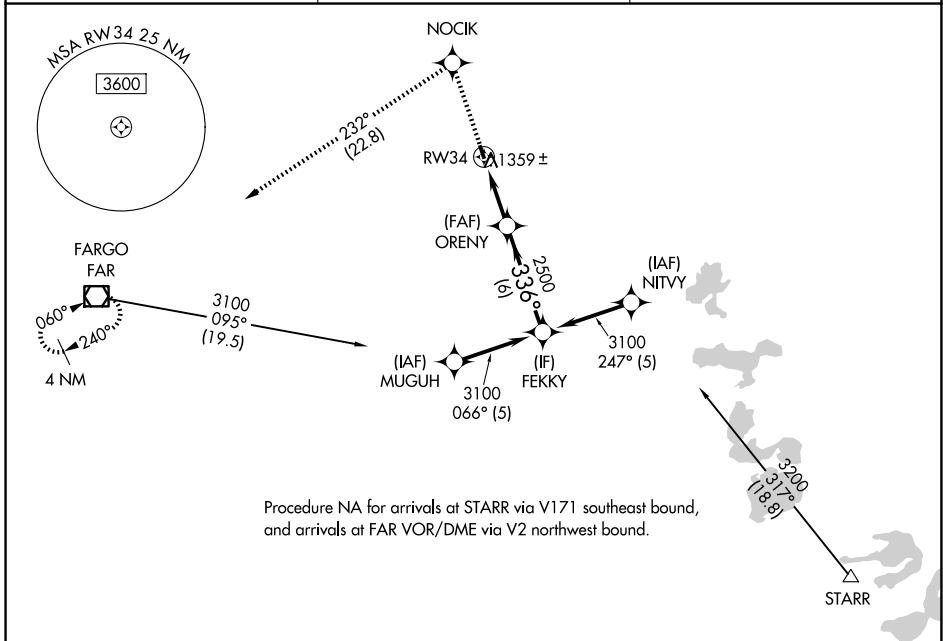 MSA RW34 25 NM
3600
NOCIK
232°
(22.8)
RW34
1359 ±
(FAF)
ORENY
2500
336°
(6)
(IAF)
NITVY
FARGO
FAR
060°
240°
4 NM
3100
095°
(19.5)
3100
247° (5)
(IAF)
MUGUH
(IF)
FEKKY
3100
066° (5)
3200
317°
(18.8)
Procedure NA for arrivals at STARR via V171 southeast bound,
and arrivals at FAR VOR/DME via V2 northwest bound.
STARR